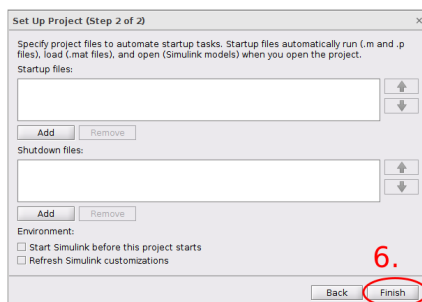 Set Up Project (Step 2 of 2)
Specify project files to automate startup tasks. Startup files automatically run (.m and .p
files), load (.mat files), and open (Simulink models) when you open the project.
Startup files:
Add Remove
Shutdown files:
Add Remove
Environment:
Start Simulink before this project starts
Refresh Simulink customizations
6.
Back Finish